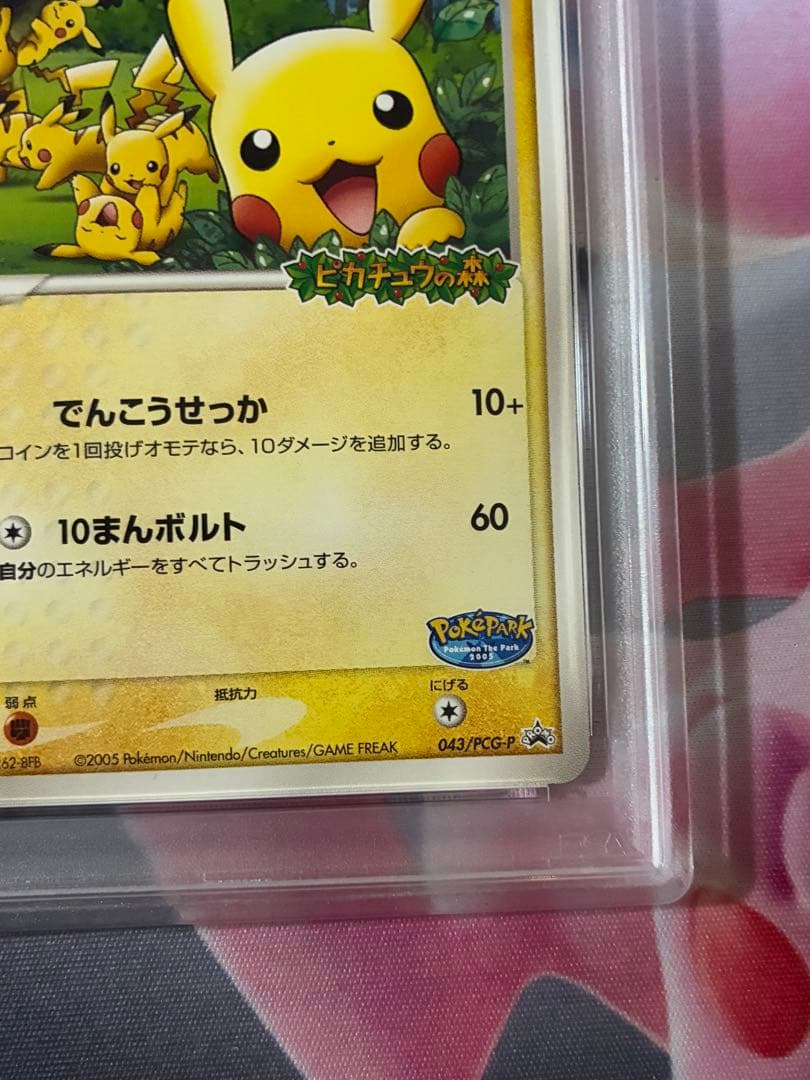 ピカチュウの森
でんこうせっか 10+
コインを1回投げオモテなら、10ダメージを追加する。
10まんボルト 60
自分のエネルギーをすべてトラッシュする。
POKéPARK
Pokémon The Park
2005
™
弱点 抵抗力 にげる
62-8FB ©2005 Pokémon/Nintendo/Creatures/GAME FREAK 043/PCG-P PROMO